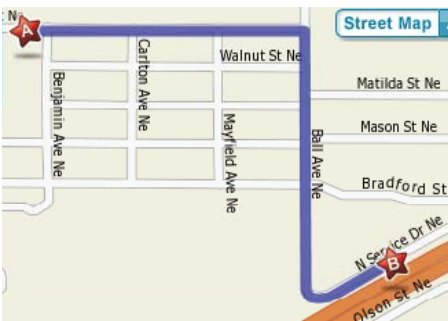 N
A
Street Map
Walnut St Ne
Carlton Ave Ne
Matilda St Ne
Benjamin Ave Ne
Mayfield Ave Ne
Mason St Ne
Ball Ave Ne
Bradford St
N Service Dr Ne
B
Olson St Ne